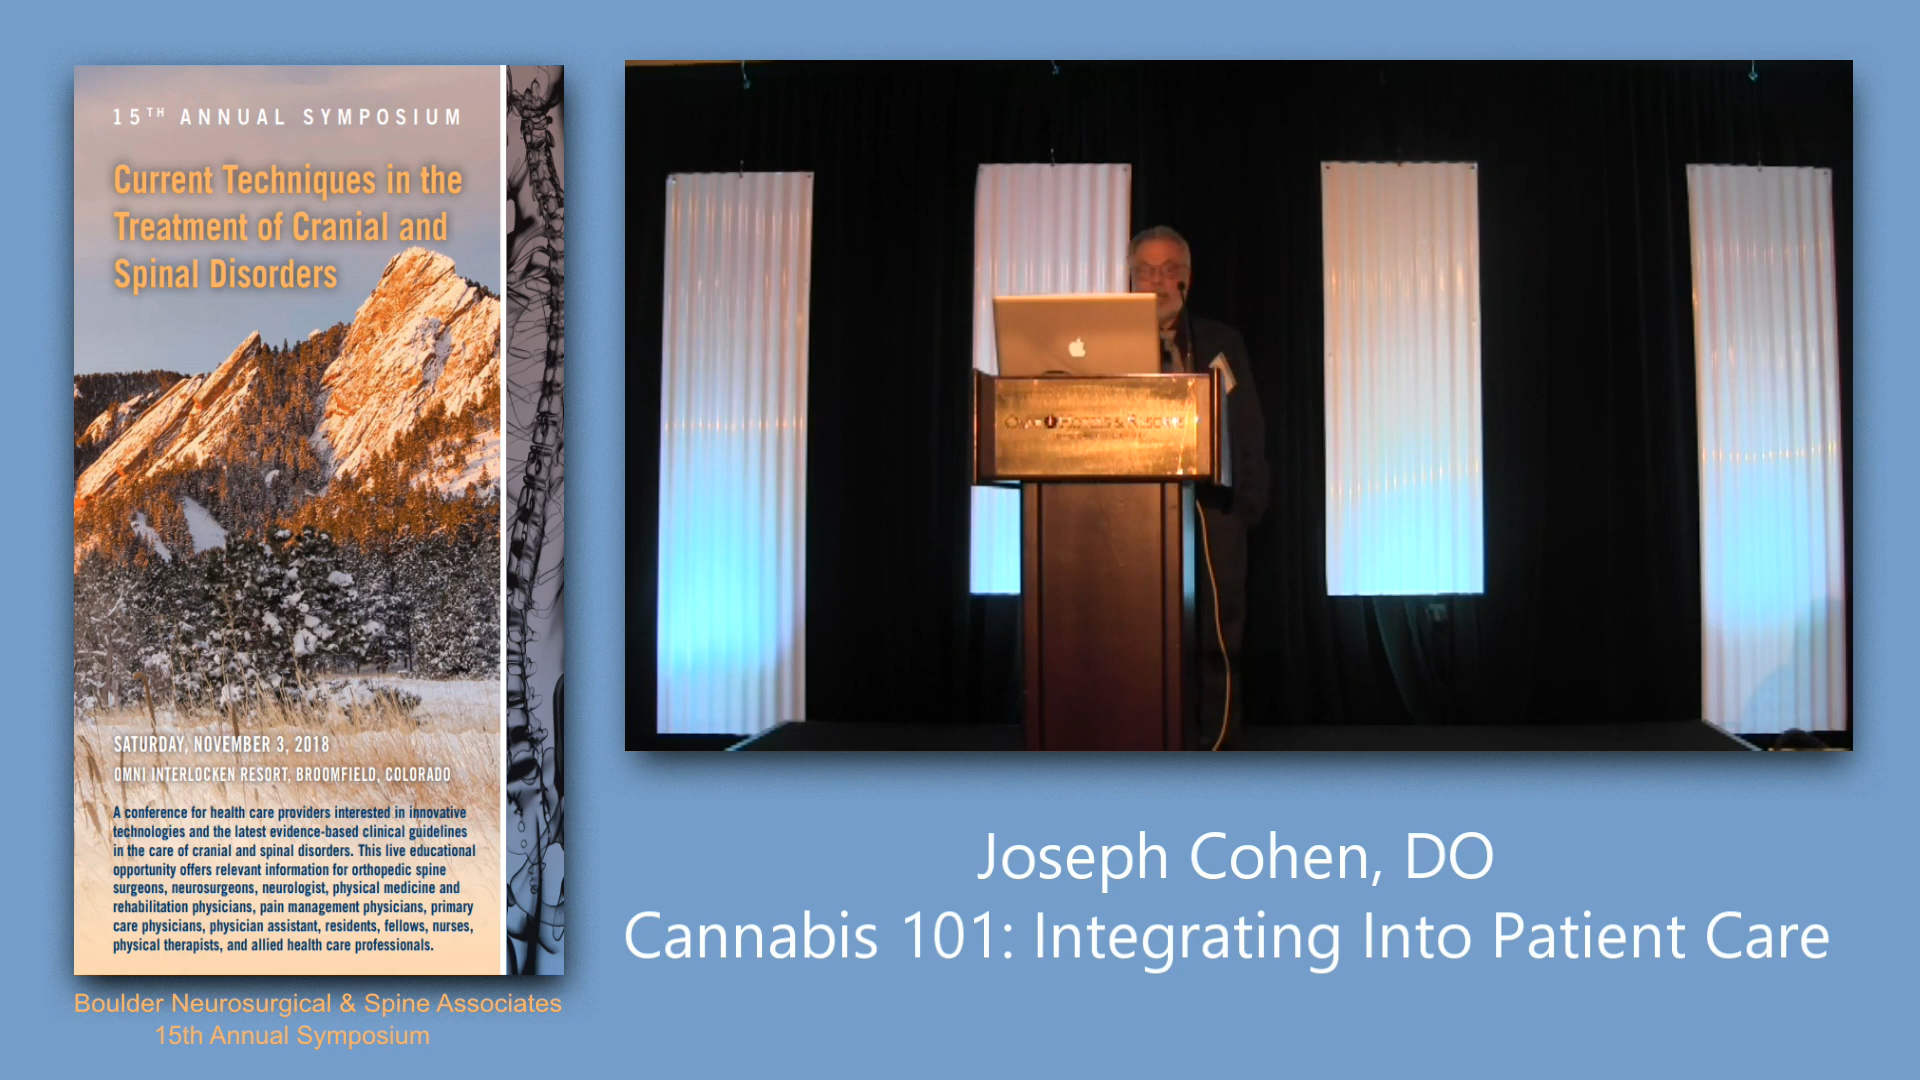 15TH ANNUAL SYMPOSIUM
Current Techniques in the
Treatment of Cranial and
Spinal Disorders
SATURDAY, NOVEMBER 3, 2018
OMNI INTERLOCKEN RESORT, BROOMFIELD, COLORADO
A conference for health care providers interested in innovative
technologies and the latest evidence-based clinical guidelines
in the care of cranial and spinal disorders. This live educational
opportunity offers relevant information for orthopedic spine
surgeons, neurosurgeons, neurologist, physical medicine and
rehabilitation physicians, pain management physicians, primary
care physicians, physician assistant, residents, fellows, nurses,
physical therapists, and allied health care professionals.
Boulder Neurosurgical & Spine Associates
15th Annual Symposium
Joseph Cohen, DO
Cannabis 101: Integrating Into Patient Care